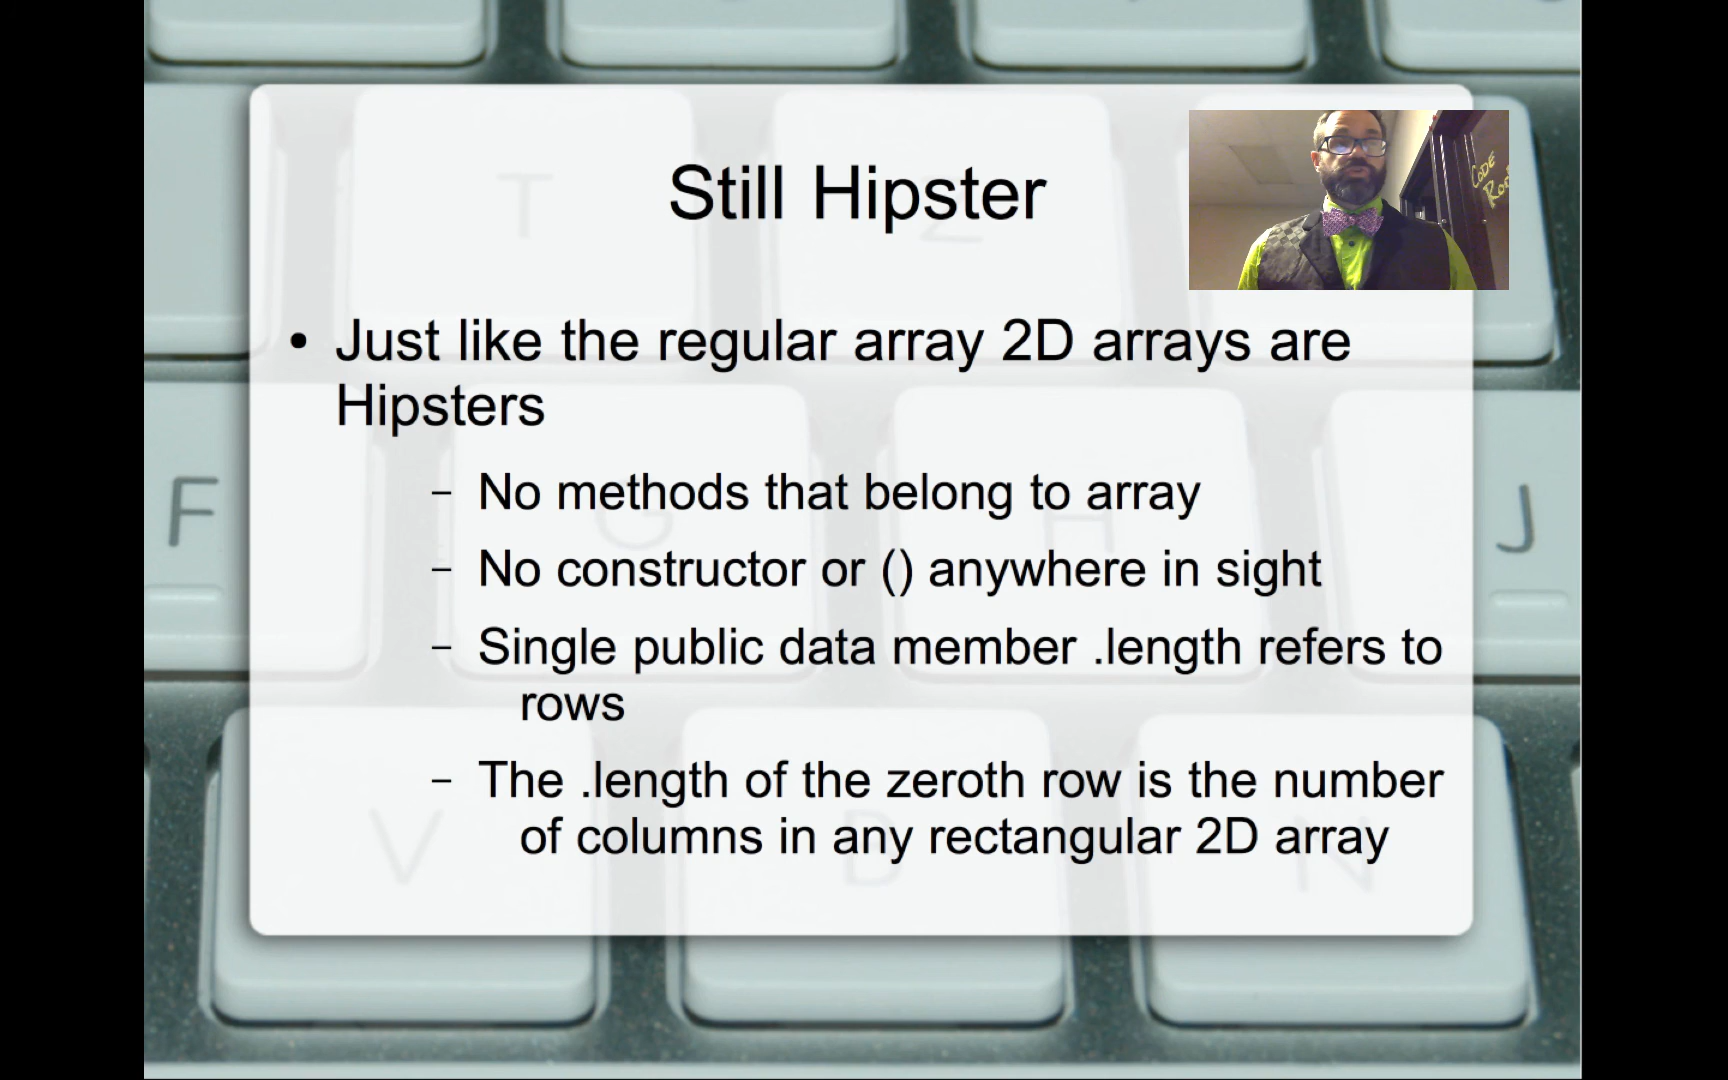 Still Hipster
CODE
• Just like the regular array 2D arrays are
Hipsters
– No methods that belong to array
– No constructor or () anywhere in sight
– Single public data member .length refers to
rows
– The .length of the zeroth row is the number
of columns in any rectangular 2D array
T
Z
F
G
H
J
V
B
N